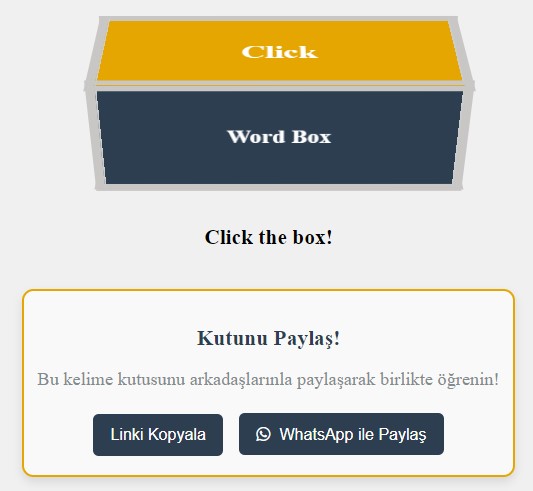 Click
Word Box
Click the box!
Kutunu Paylaş!
Bu kelime kutusunu arkadaşlarınla paylaşarak birlikte öğrenin!
Linki Kopyala
WhatsApp ile Paylaş